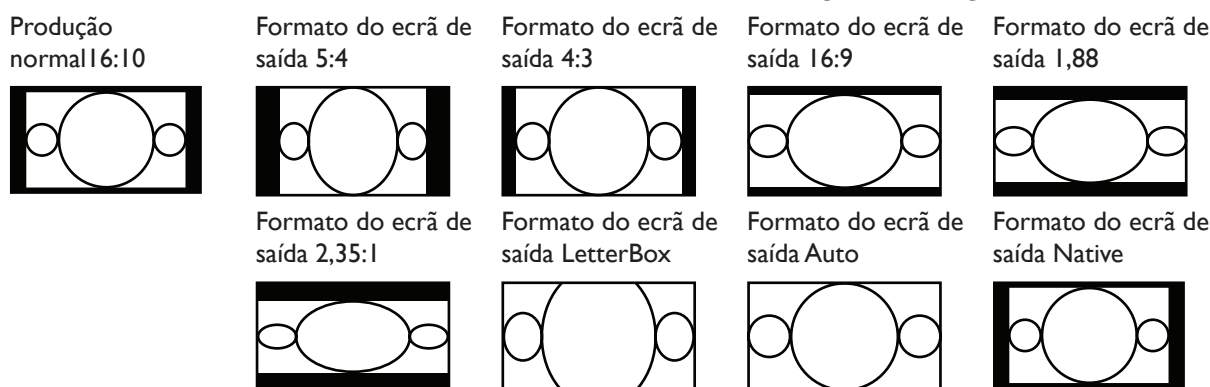 Produção
normal16:10
Formato do ecrã de
saída 5:4
Formato do ecrã de
saída 4:3
Formato do ecrã de
saída 16:9
Formato do ecrã de
saída 1,88
Formato do ecrã de
saída 2,35:1
Formato do ecrã de
saída LetterBox
Formato do ecrã de
saída Auto
Formato do ecrã de
saída Native